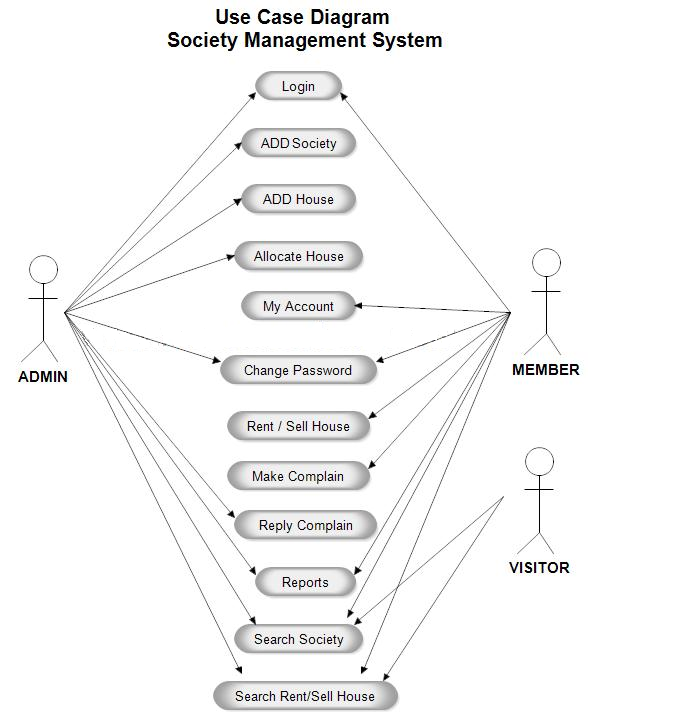 Use Case Diagram
Society Management System
Login
ADD Society
ADD House
Allocate House
My Account
Change Password
Rent / Sell House
Make Complain
Reply Complain
Reports
Search Society
Search Rent/Sell House
ADMIN
MEMBER
VISITOR